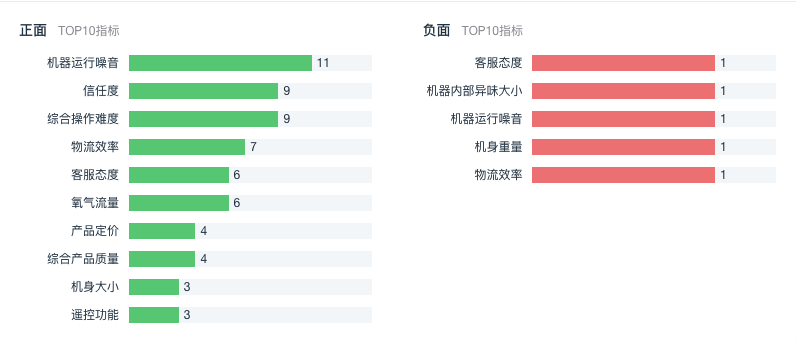 正面 TOP10指标
机器运行噪音 11
信任度 9
综合操作难度 9
物流效率 7
客服态度 6
氧气流量 6
产品定价 4
综合产品质量 4
机身大小 3
遥控功能 3
负面 TOP10指标
客服态度 1
机器内部异味大小 1
机器运行噪音 1
机身重量 1
物流效率 1